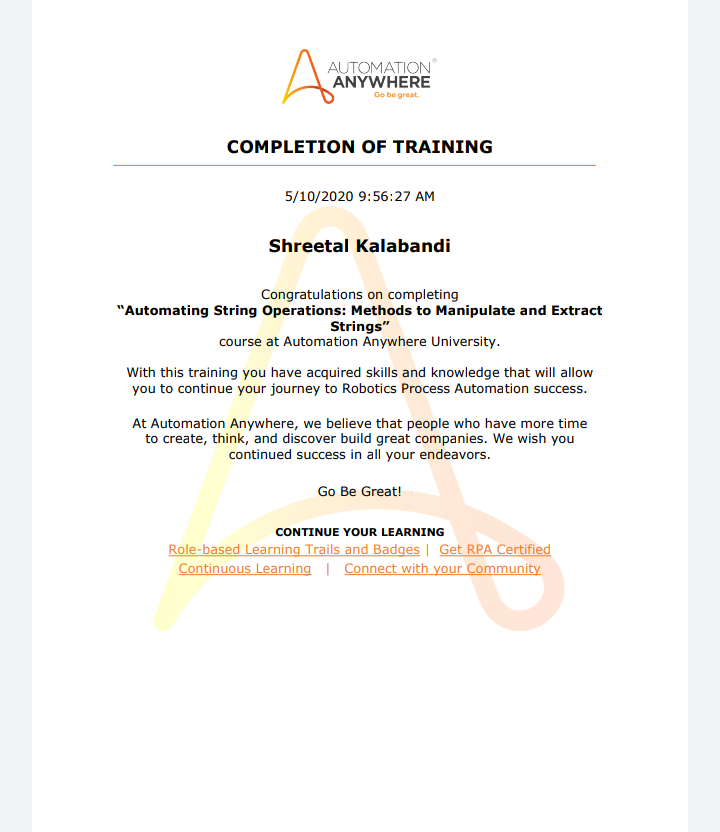 AUTOMATION®
ANYWHERE
Go be great.
COMPLETION OF TRAINING
5/10/2020 9:56:27 AM
Shreetal Kalabandi
Congratulations on completing
“Automating String Operations: Methods to Manipulate and Extract
Strings”
course at Automation Anywhere University.
With this training you have acquired skills and knowledge that will allow
you to continue your journey to Robotics Process Automation success.
At Automation Anywhere, we believe that people who have more time
to create, think, and discover build great companies. We wish you
continued success in all your endeavors.
Go Be Great!
CONTINUE YOUR LEARNING
Role-based Learning Trails and Badges | Get RPA Certified
Continuous Learning | Connect with your Community